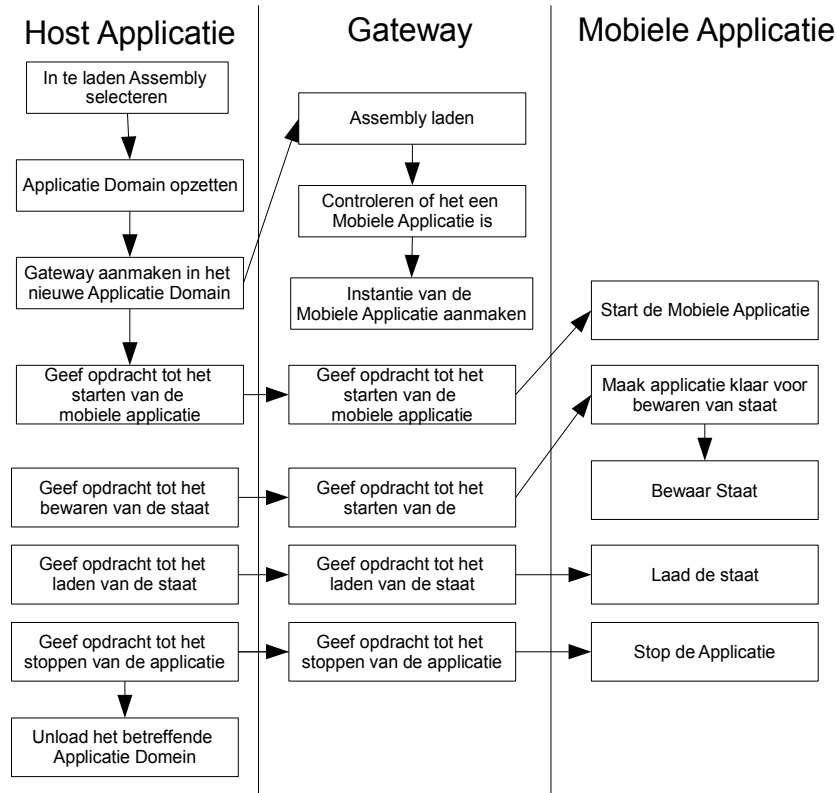 Host Applicatie
In te laden Assembly
selecteren
Applicatie Domain opzetten
Gateway aanmaken in het
nieuwe Applicatie Domain
Geef opdracht tot het
starten van de
mobiele applicatie
Geef opdracht tot het
bewaren van de staat
Geef opdracht tot het
laden van de staat
Geef opdracht tot het
stoppen van de applicatie
Unload het betreffende
Applicatie Domein
Gateway
Assembly laden
Controleren of het een
Mobiele Applicatie is
Instantie van de
Mobiele Applicatie aanmaken
Geef opdracht tot het
starten van de
mobiele applicatie
Geef opdracht tot het
starten van de
Geef opdracht tot het
laden van de staat
Geef opdracht tot het
stoppen van de applicatie
Mobiele Applicatie
Start de Mobiele Applicatie
Maak applicatie klaar voor
bewaren van staat
Bewaar Staat
Laad de staat
Stop de Applicatie